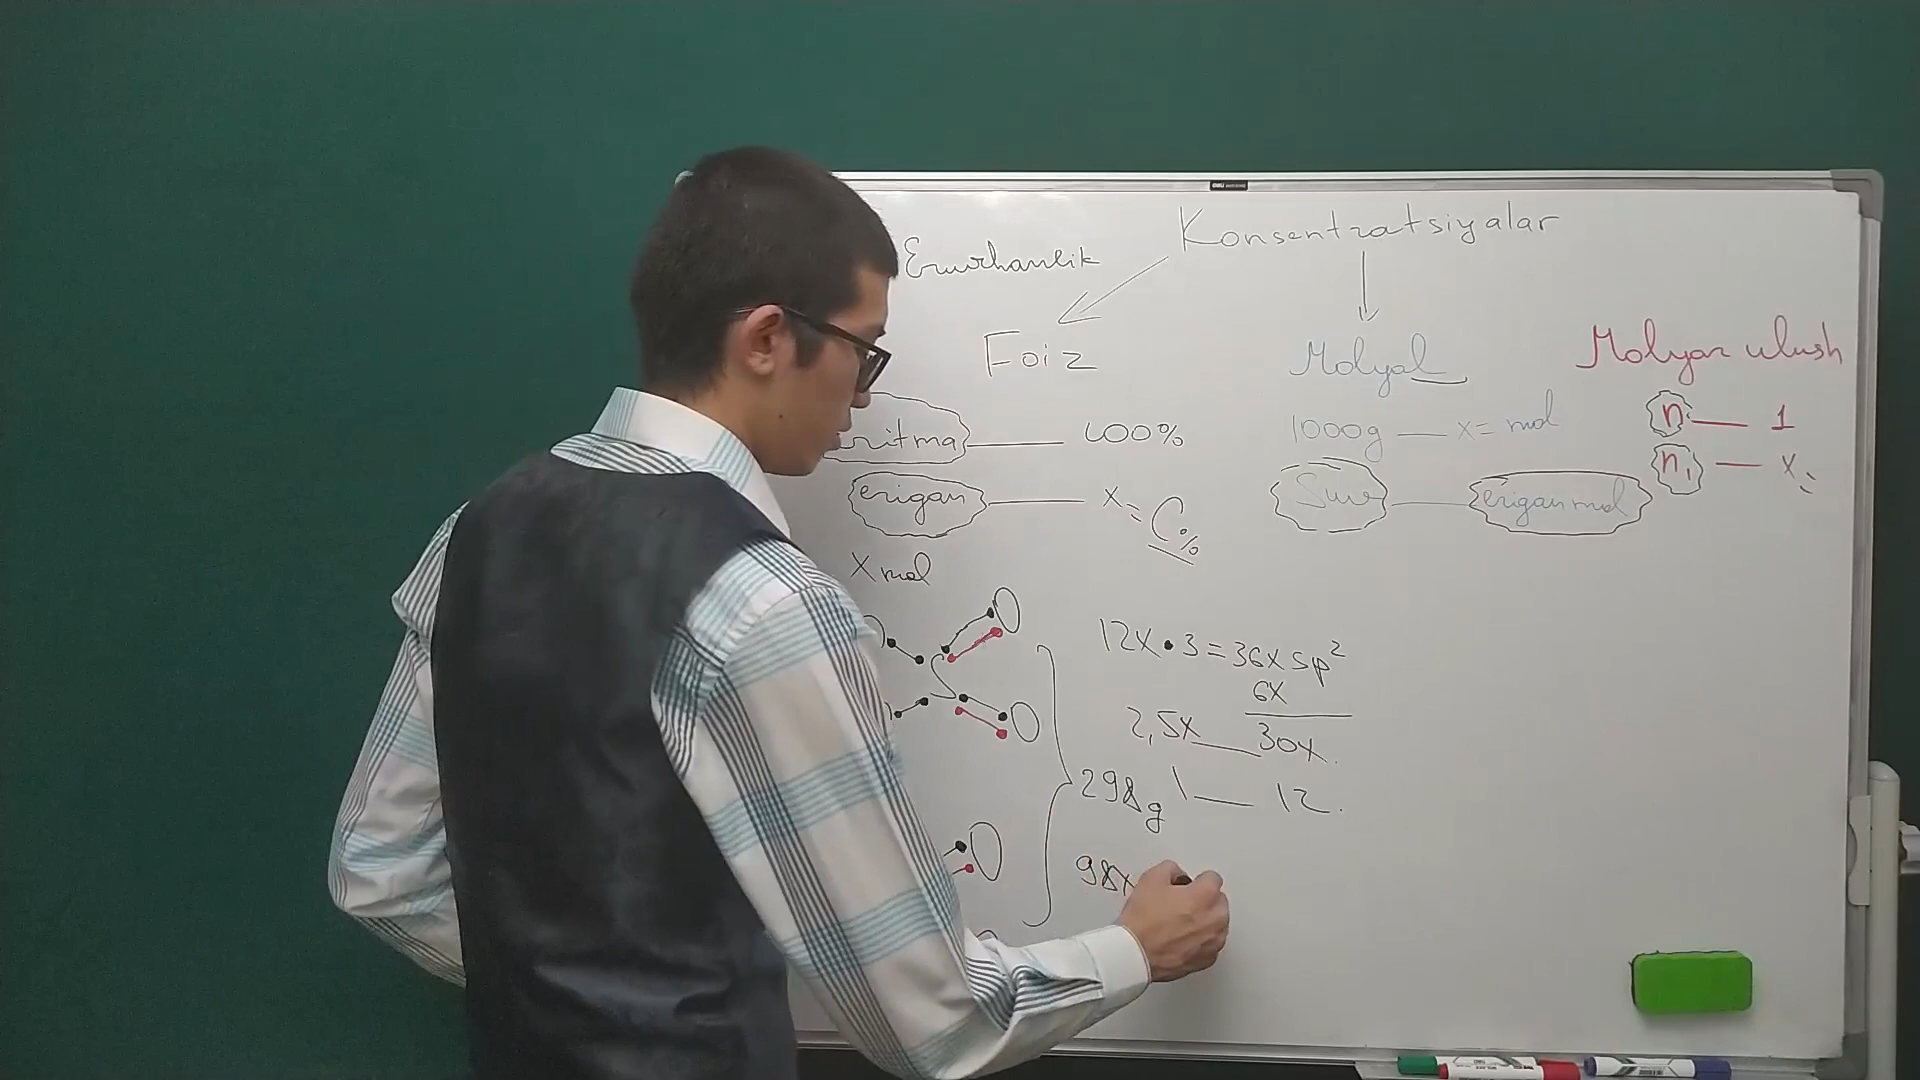 Konsentratsiyalar
Eruvchanlik
Foiz
Molyal
Molyar ulush
eritma — 100%
1000g — x = mol
n — 1
erigan — x = C%
Suv — erigan mol
n₁ — x;
X mol
O
S
O
12x • 3 = 36x sp²
6x
2,5x — 30x.
298g
1 — 12.
O
98x